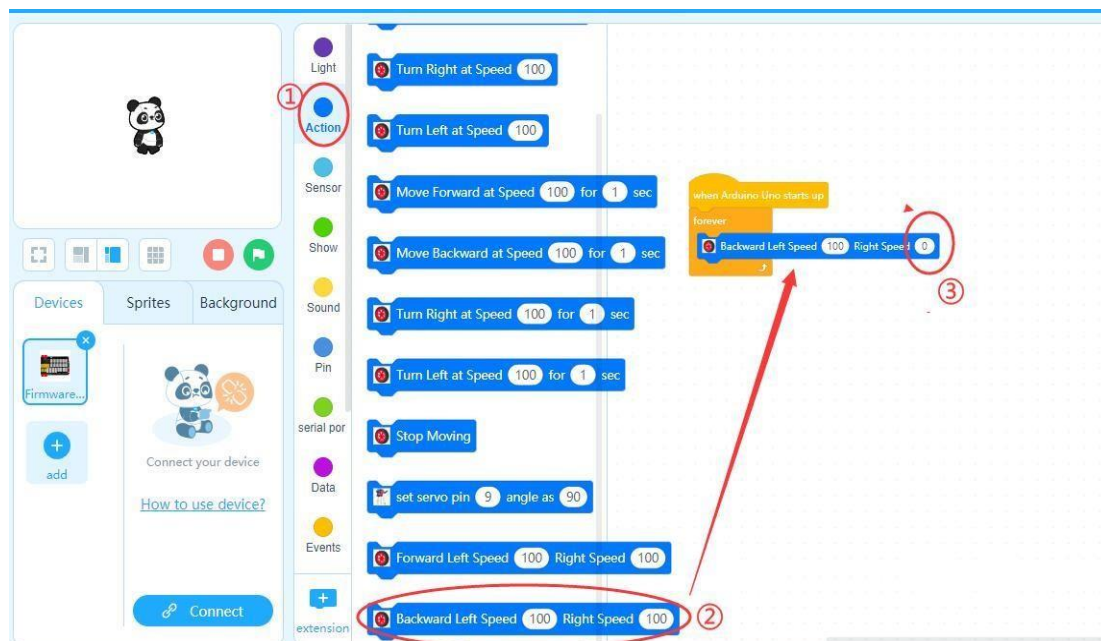 Light
Action
Sensor
Show
Sound
Pin
serial por
Data
Events
extension
①
Turn Right at Speed 100
Turn Left at Speed 100
Move Forward at Speed 100 for 1 sec
Move Backward at Speed 100 for 1 sec
Turn Right at Speed 100 for 1 sec
Turn Left at Speed 100 for 1 sec
Stop Moving
set servo pin 9 angle as 90
Forward Left Speed 100 Right Speed 100
Backward Left Speed 100 Right Speed 100
②
when Arduino Uno starts up
forever
Backward Left Speed 100 Right Speed 0
③
Devices Sprites Background
Firmware...
add
Connect your device
How to use device?
Connect